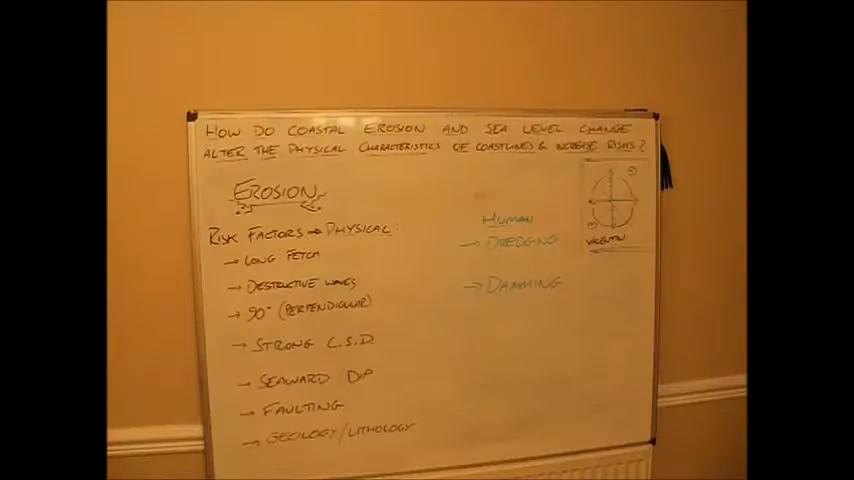 HOW DO COASTAL EROSION AND SEA LEVEL CHANGE
ALTER THE PHYSICAL CHARACTERISTICS OF COASTLINES & INCREASE RISKS?
EROSION
RISK FACTORS → PHYSICAL:
→ LONG FETCH
→ DESTRUCTIVE WAVES
→ 90° (PERPENDICULAR)
→ STRONG L.S.D.
→ SEAWARD DIP
→ FAULTING
→ GEOLOGY/LITHOLOGY
HUMAN
→ DREDGING
→ DAMMING
VALENTIN